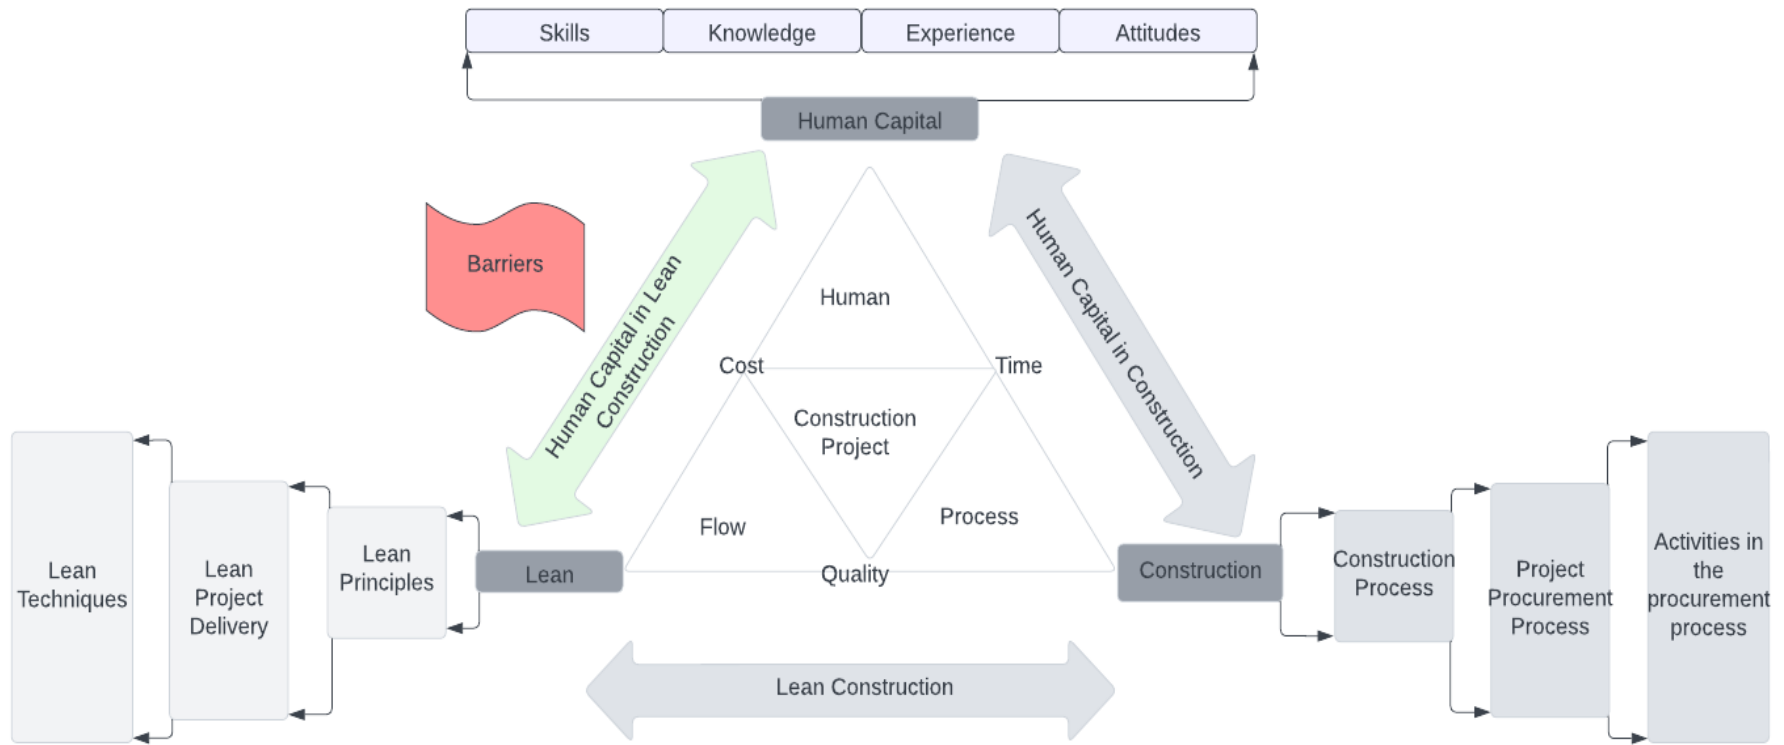 Skills
Knowledge
Experience
Attitudes
Human Capital
Barriers
Human Capital in Lean
Construction
Human Capital in Construction
Human
Cost
Time
Construction
Project
Flow
Process
Quality
Lean
Techniques
Lean
Project
Delivery
Lean
Principles
Lean
Construction
Construction
Process
Project
Procurement
Process
Activities in
the
procurement
process
Lean Construction